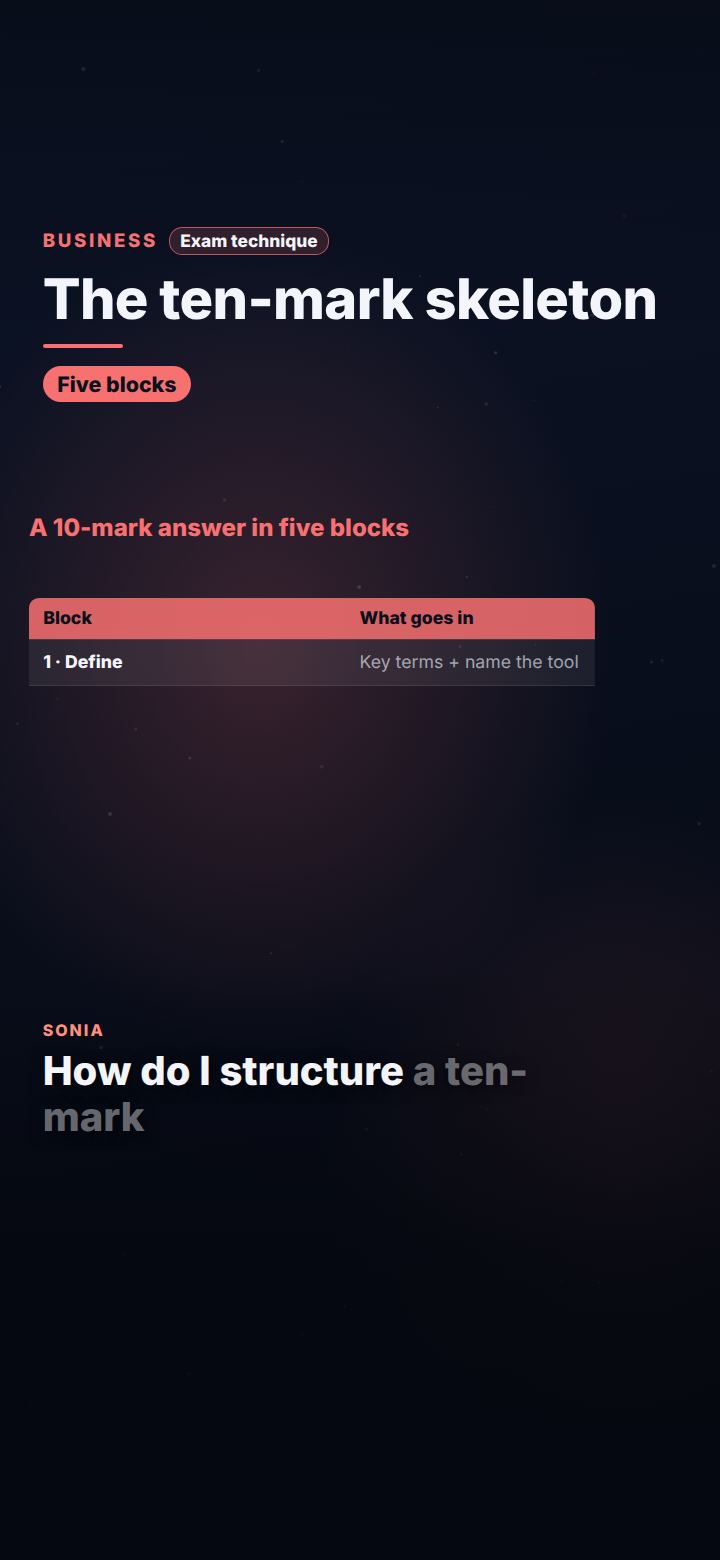 BUSINESS Exam technique
The ten-mark skeleton
Five blocks
A 10-mark answer in five blocks
Block What goes in
1 · Define Key terms + name the tool
SONIA
How do I structure a ten-
mark